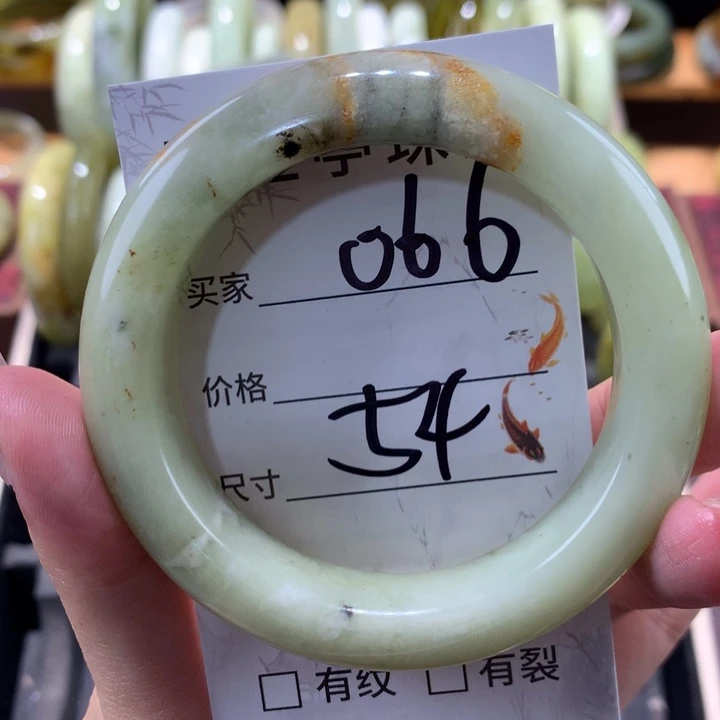 买家 066
价格
尺寸 54
□ 有纹 □ 有裂